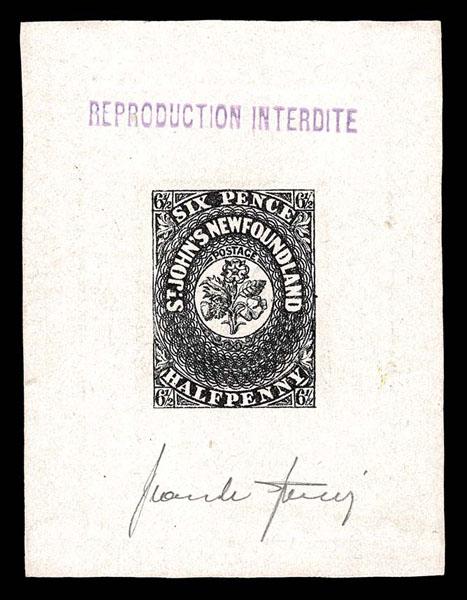 REPRODUCTION INTERDITE
6½ 6½
SIX PENCE
ST. JOHN'S NEWFOUNDLAND
POSTAGE
HALFPENNY
6½ 6½